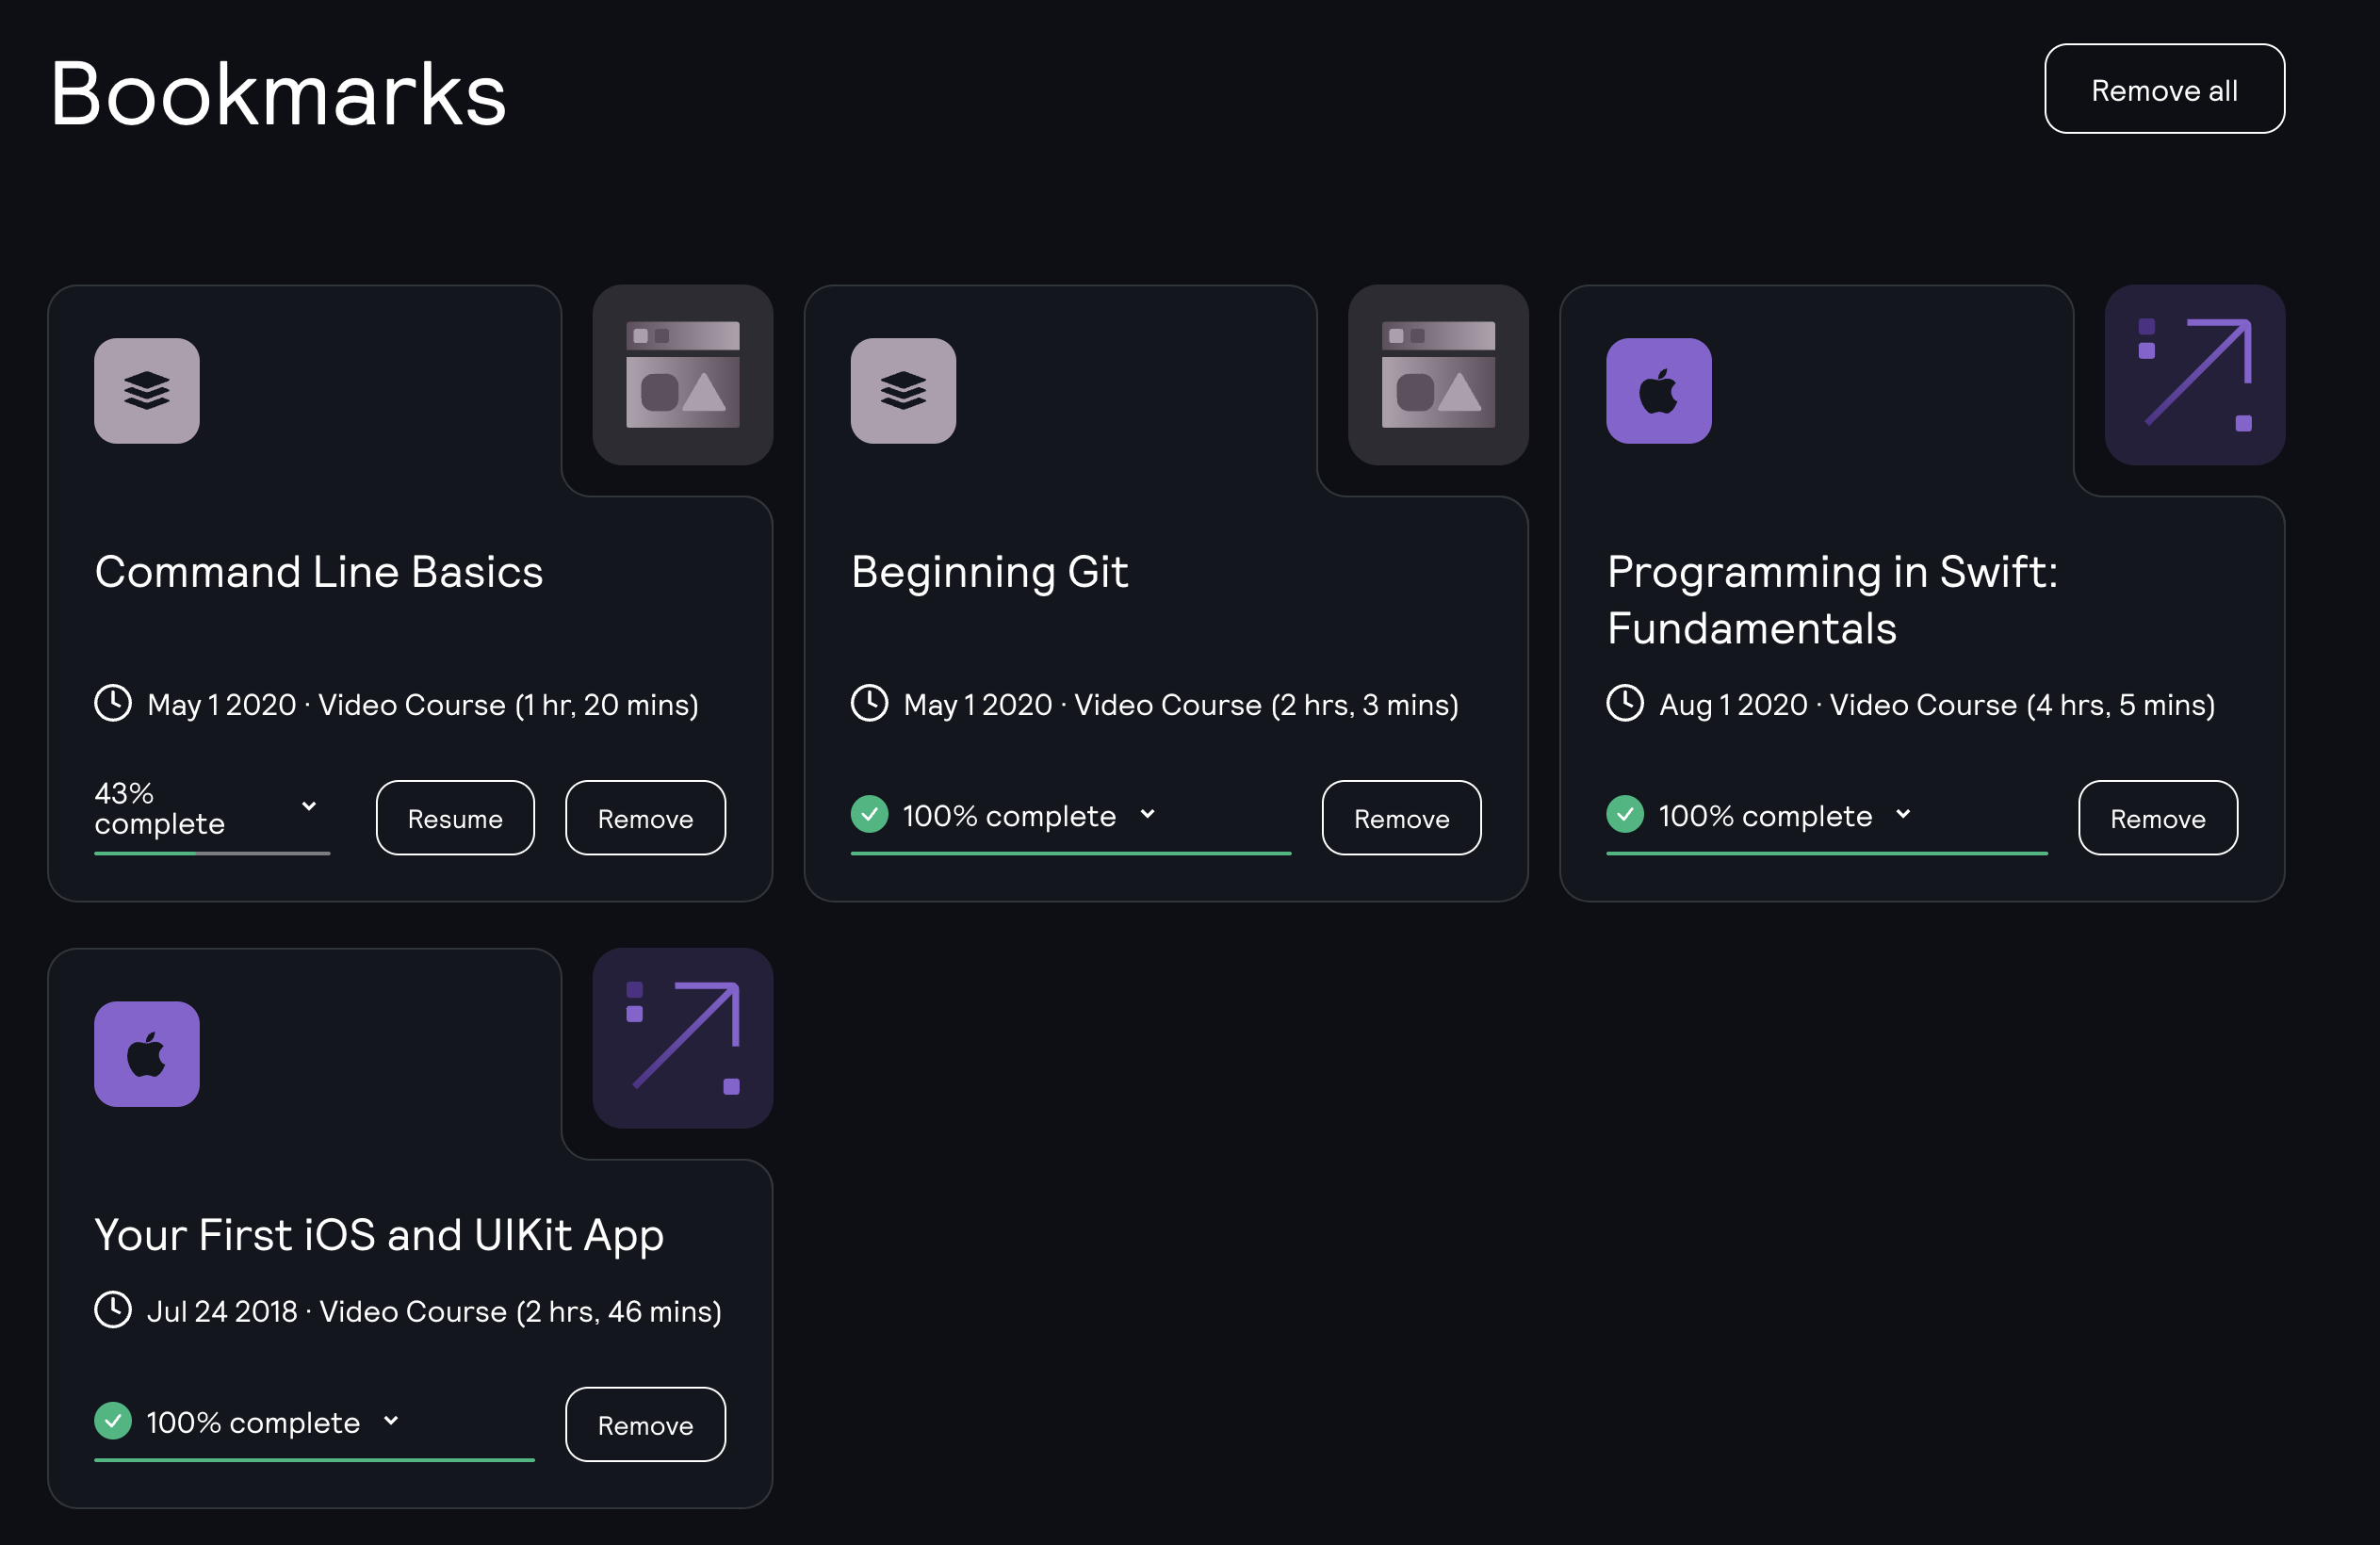 Bookmarks
Remove all
Command Line Basics
May 1 2020 · Video Course (1 hr, 20 mins)
43%
complete
Resume
Remove
Beginning Git
May 1 2020 · Video Course (2 hrs, 3 mins)
100% complete
Remove
Programming in Swift:
Fundamentals
Aug 1 2020 · Video Course (4 hrs, 5 mins)
100% complete
Remove
Your First iOS and UIKit App
Jul 24 2018 · Video Course (2 hrs, 46 mins)
100% complete
Remove